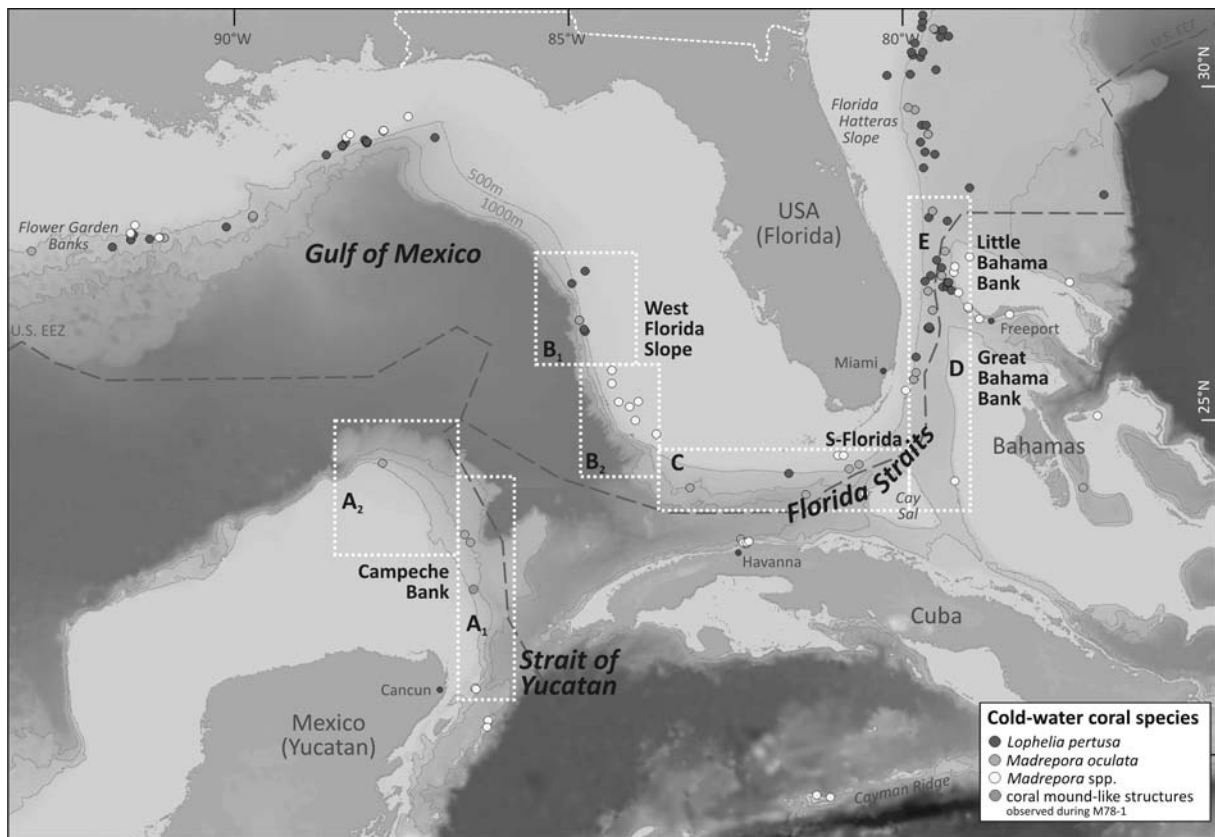 90°W
85°W
80°W
U.S. EEZ
30°N
Florida
Hatteras
Slope
500m
1000m
Flower Garden
Banks
Gulf of Mexico
USA
(Florida)
E
Little
Bahama
Bank
U.S. EEZ
West
Florida
Slope
B1
Freeport
Miami
D
Great
Bahama
Bank
25°N
S-Florida
Bahamas
B2
C
Florida Straits
A2
Cay
Sal
Havanna
Campeche
Bank
A1
Cuba
Strait of
Yucatan
Cancun
Mexico
(Yucatan)
Cayman Ridge
Cold-water coral species
Lophelia pertusa
Madrepora oculata
Madrepora spp.
coral mound-like structures
observed during M78-1